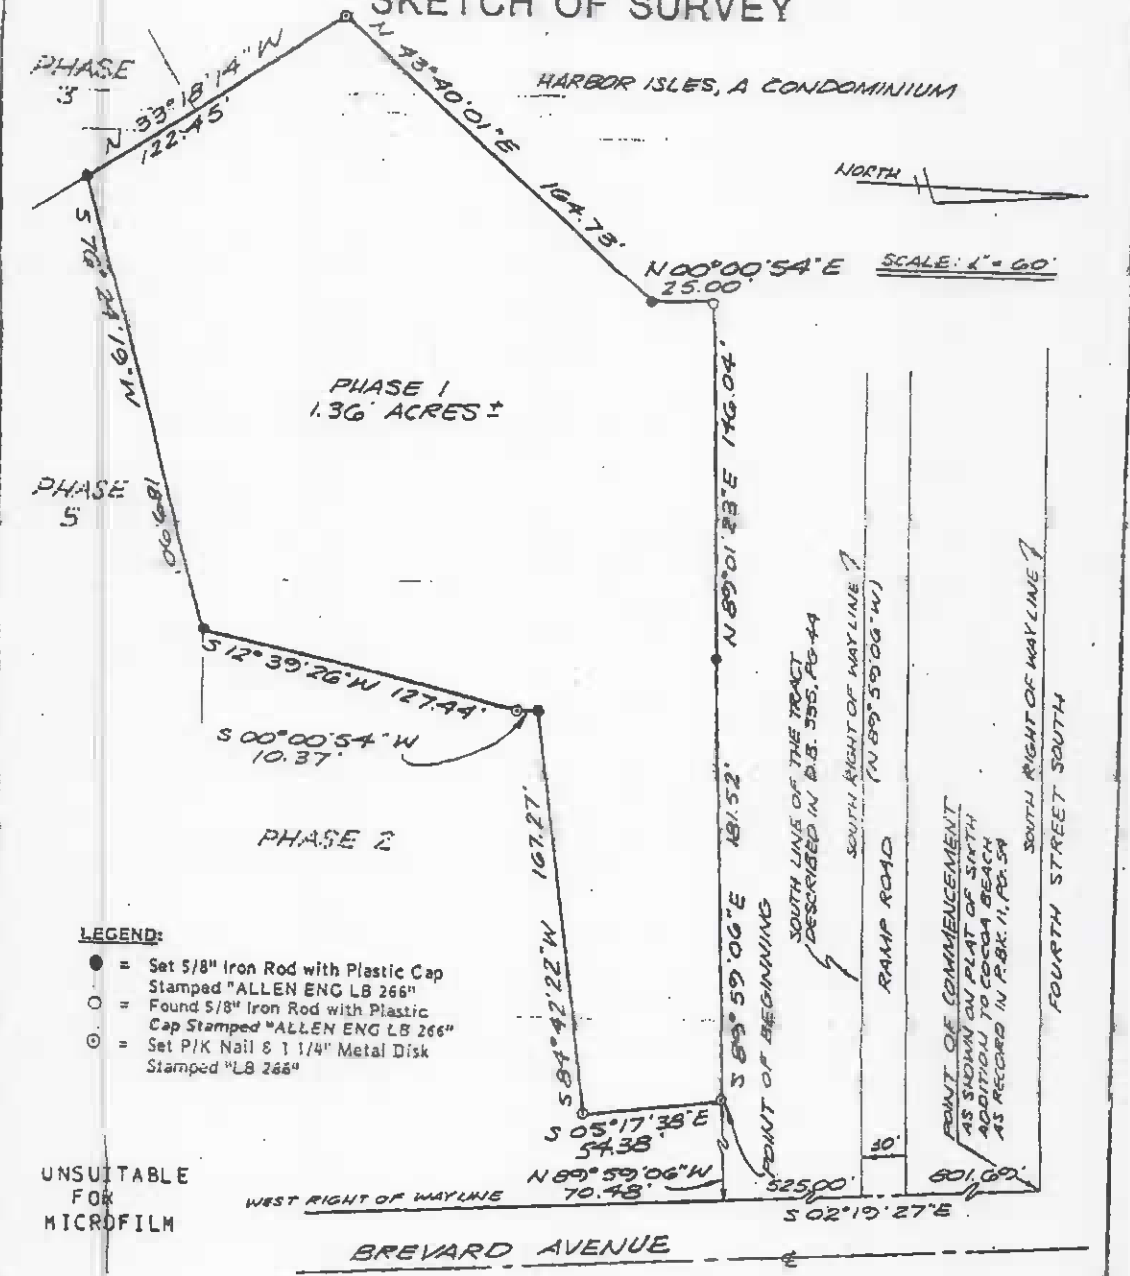 SKETCH OF SURVEY
PHASE
3
N 33°18'14"W
122.45'
N 43°40'01"E
164.73'
HARBOR ISLES, A CONDOMINIUM
NORTH
SCALE: 1" = 60'
N 00°00'54"E
25.00'
S 76° 24'19"W
189.90'
PHASE 1
1.36 ACRES ±
N 89°01'23"E 146.04'
PHASE
5
S 12°39'26"W 127.44'
S 00°00'54"W
10.37'
PHASE 2
167.27'
S 84°42'22"W
181.52'
S 89°59'06"E
POINT OF BEGINNING
SOUTH LINE OF THE TRACT
DESCRIBED IN D.B. 355, PG. 44
SOUTH RIGHT OF WAY LINE
(N 89°59'06"W)
RAMP ROAD
POINT OF COMMENCEMENT
AS SHOWN ON PLAT OF SIXTH
ADDITION TO COCOA BEACH
AS RECORD IN P.BK. 11, PG. 54
SOUTH RIGHT OF WAY LINE
FOURTH STREET SOUTH
LEGEND:
= Set 5/8" Iron Rod with Plastic Cap
Stamped "ALLEN ENG LB 266"
= Found 5/8" Iron Rod with Plastic
Cap Stamped "ALLEN ENG LB 266"
= Set P/K Nail & 1 1/4" Metal Disk
Stamped "LB 266"
S 05°17'38"E
54.38'
N 89°59'06"W
70.48'
525.00'
30'
601.69'
S 02°19'27"E
UNSUITABLE
FOR
MICROFILM
WEST RIGHT OF WAY LINE
BREVARD AVENUE